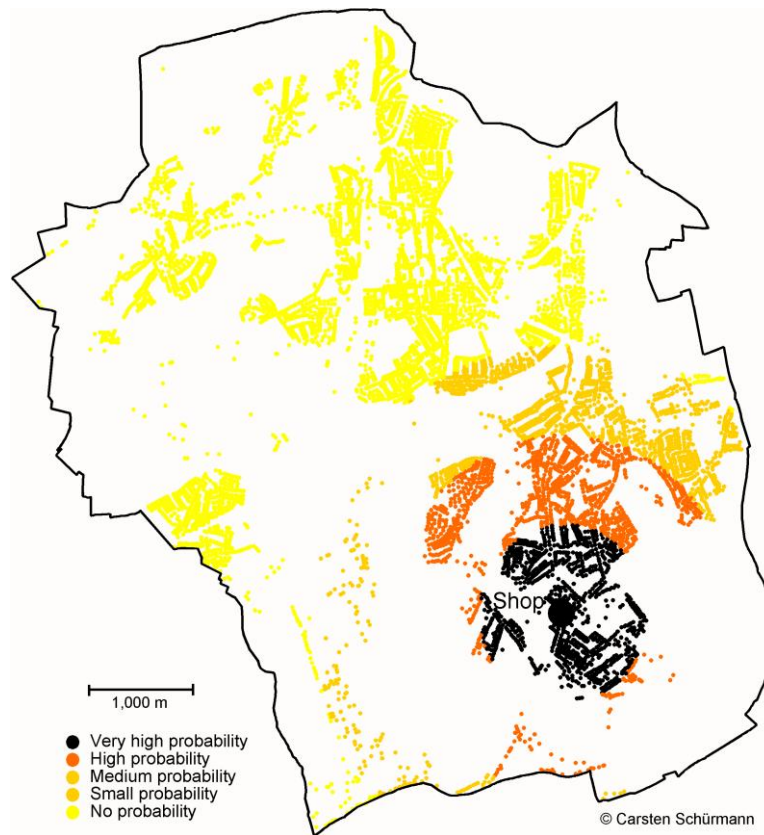 Shop
1,000 m
Very high probability
High probability
Medium probability
Small probability
No probability
© Carsten Schürmann